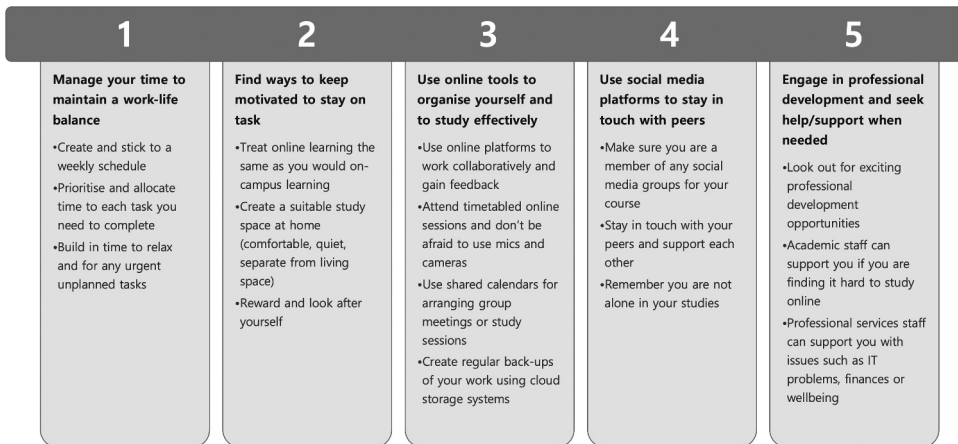 1
Manage your time to
maintain a work-life
balance
•Create and stick to a
weekly schedule
•Prioritise and allocate
time to each task you
need to complete
•Build in time to relax
and for any urgent
unplanned tasks
2
Find ways to keep
motivated to stay on
task
•Treat online learning the
same as you would on-
campus learning
•Create a suitable study
space at home
(comfortable, quiet,
separate from living
space)
•Reward and look after
yourself
3
Use online tools to
organise yourself and
to study effectively
•Use online platforms to
work collaboratively and
gain feedback
•Attend timetabled online
sessions and don't be
afraid to use mics and
cameras
•Use shared calendars for
arranging group
meetings or study
sessions
•Create regular back-ups
of your work using cloud
storage systems
4
Use social media
platforms to stay in
touch with peers
•Make sure you are a
member of any social
media groups for your
course
•Stay in touch with your
peers and support each
other
•Remember you are not
alone in your studies
5
Engage in professional
development and seek
help/support when
needed
•Look out for exciting
professional
development
opportunities
•Academic staff can
support you if you are
finding it hard to study
online
•Professional services staff
can support you with
issues such as IT
problems, finances or
wellbeing